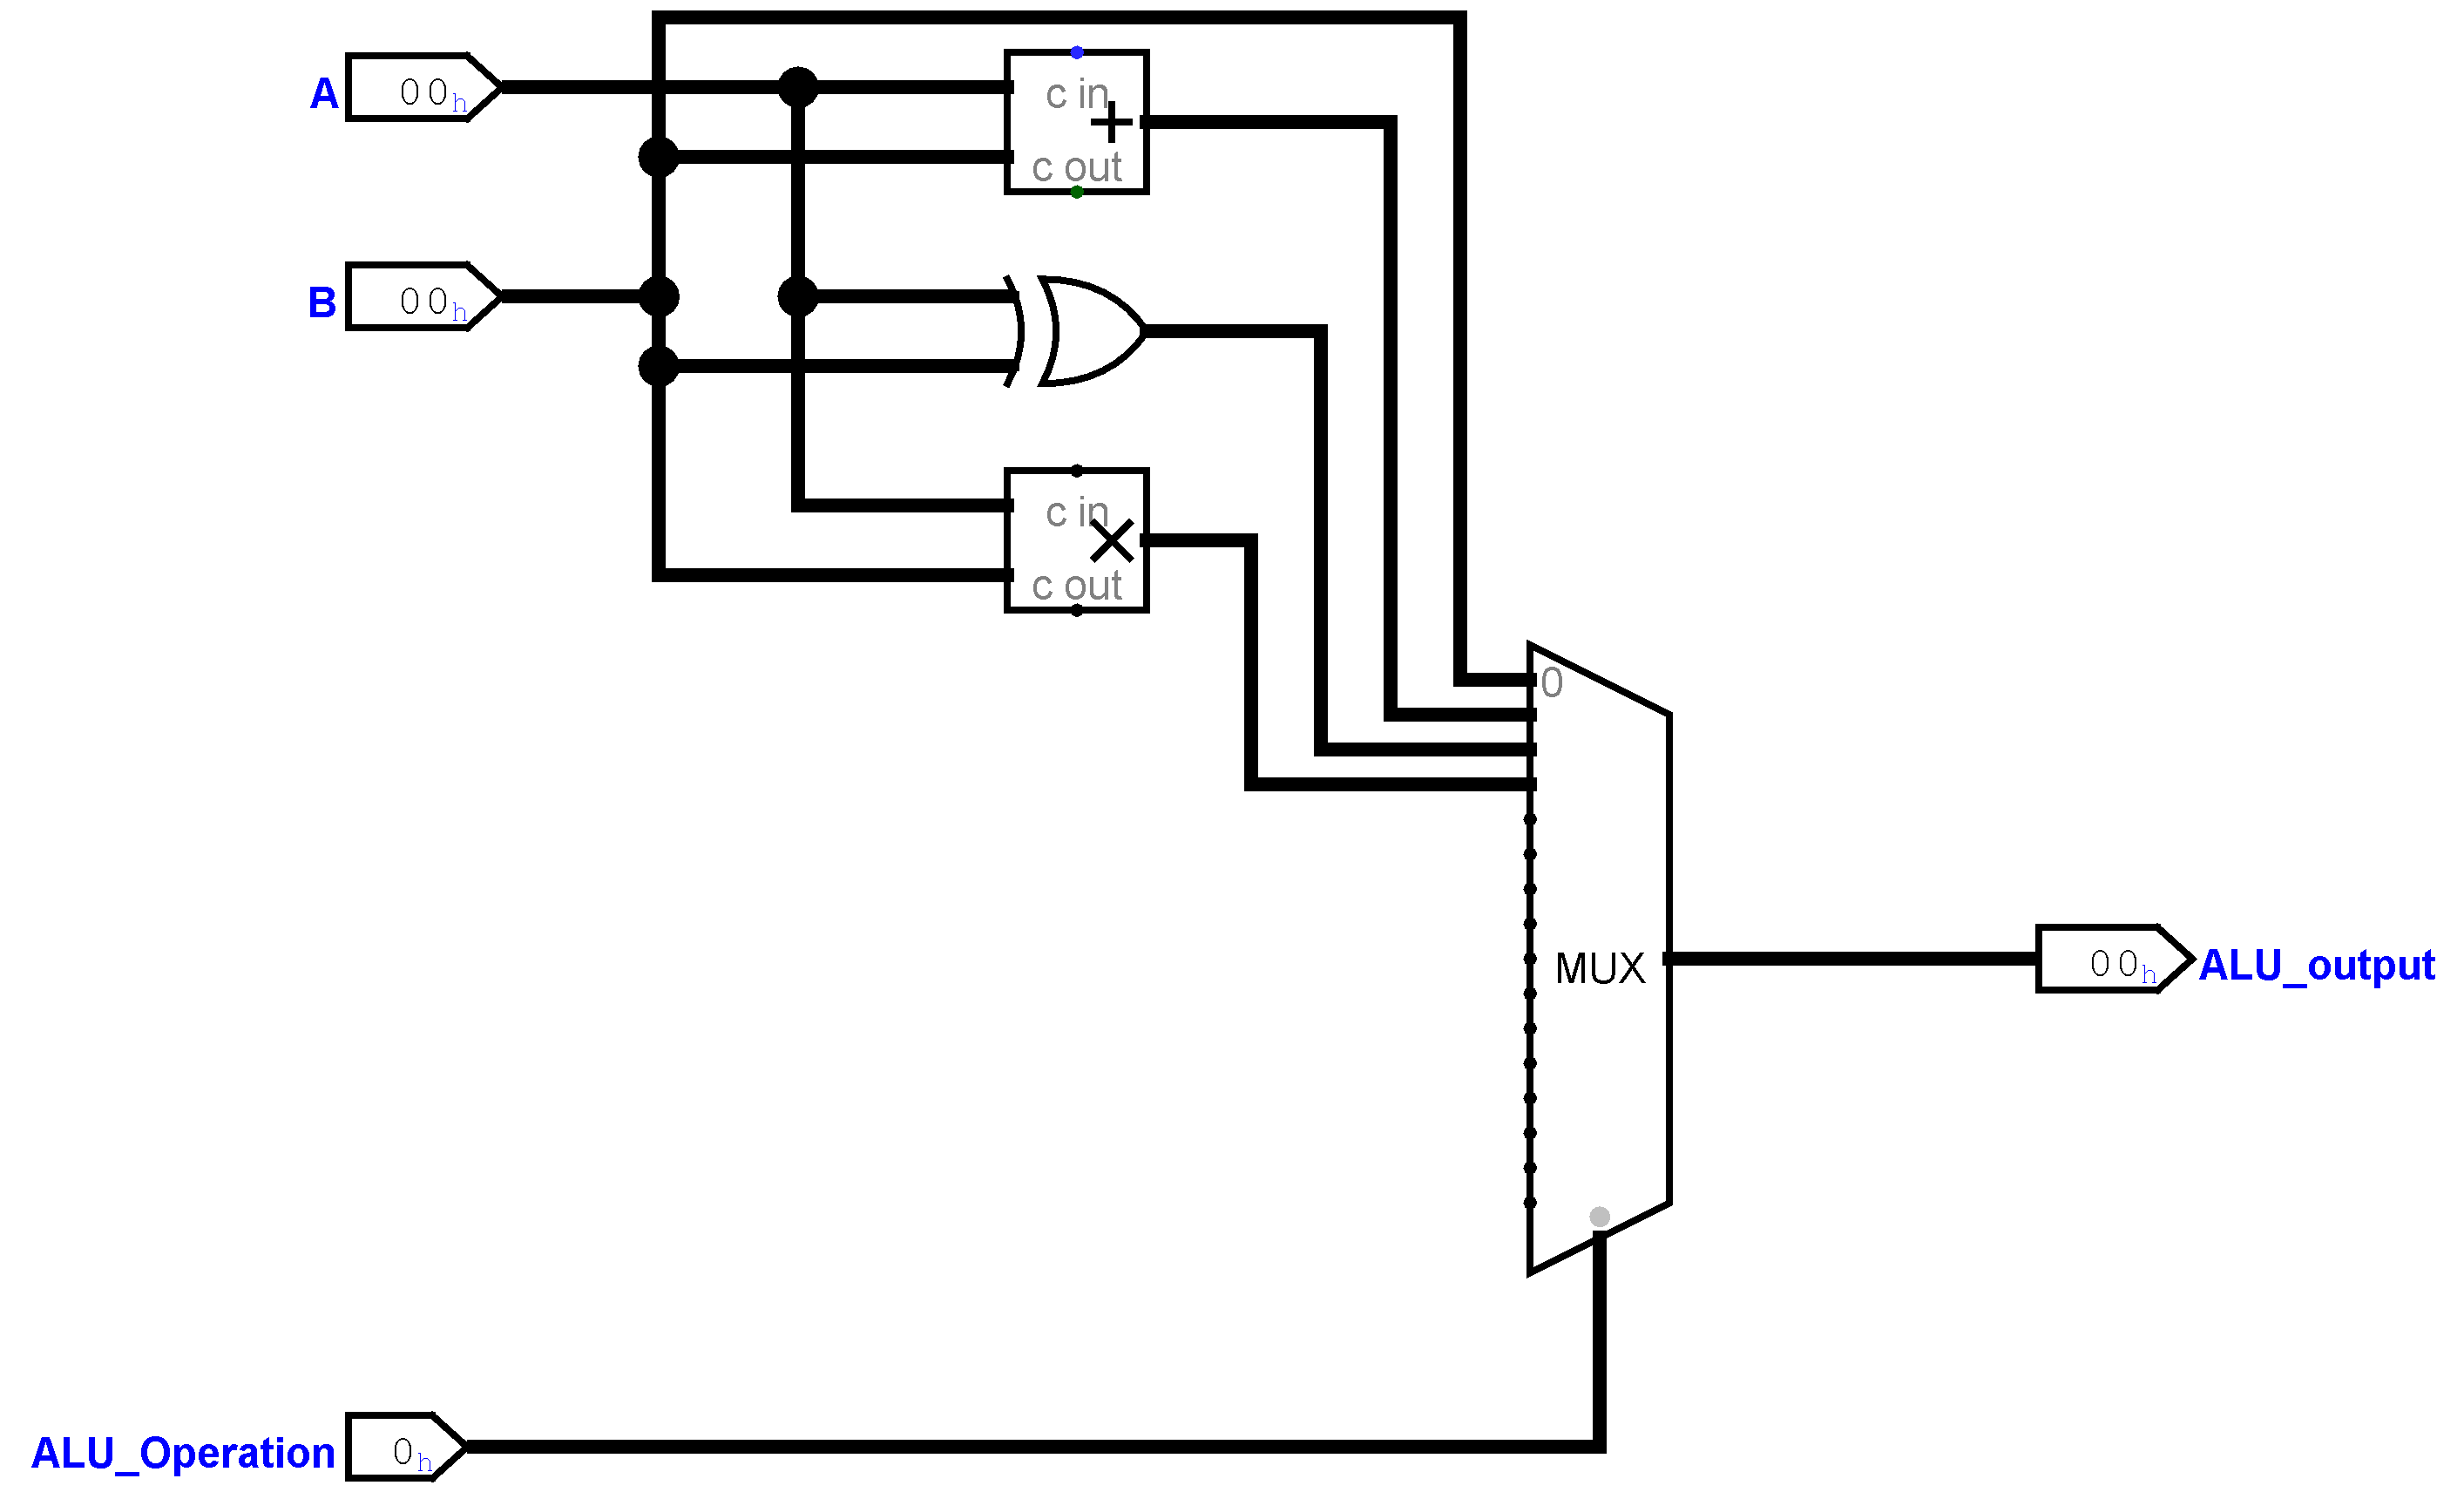 A
00h
c in
+
c out
B
00h
c in
×
c out
0
MUX
00h
ALU_output
ALU_Operation
0h